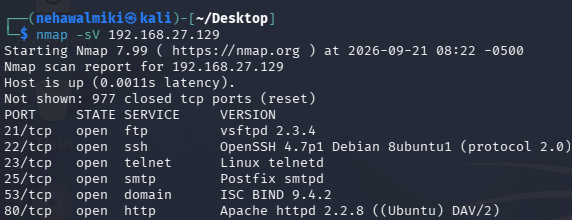 ┌──(nehawalmiki㉿kali)-[~/Desktop]
└─$ nmap -sV 192.168.27.129
Starting Nmap 7.99 ( https://nmap.org ) at 2026-09-21 08:22 -0500
Nmap scan report for 192.168.27.129
Host is up (0.0011s latency).
Not shown: 977 closed tcp ports (reset)
PORT     STATE SERVICE     VERSION
21/tcp   open  ftp         vsftpd 2.3.4
22/tcp   open  ssh         OpenSSH 4.7p1 Debian 8ubuntu1 (protocol 2.0)
23/tcp   open  telnet      Linux telnetd
25/tcp   open  smtp        Postfix smtpd
53/tcp   open  domain      ISC BIND 9.4.2
80/tcp   open  http        Apache httpd 2.2.8 ((Ubuntu) DAV/2)